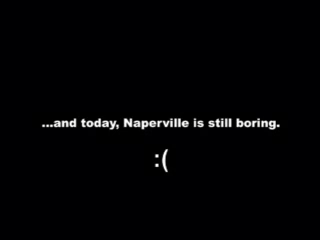 ...and today, Naperville is still boring.
:(